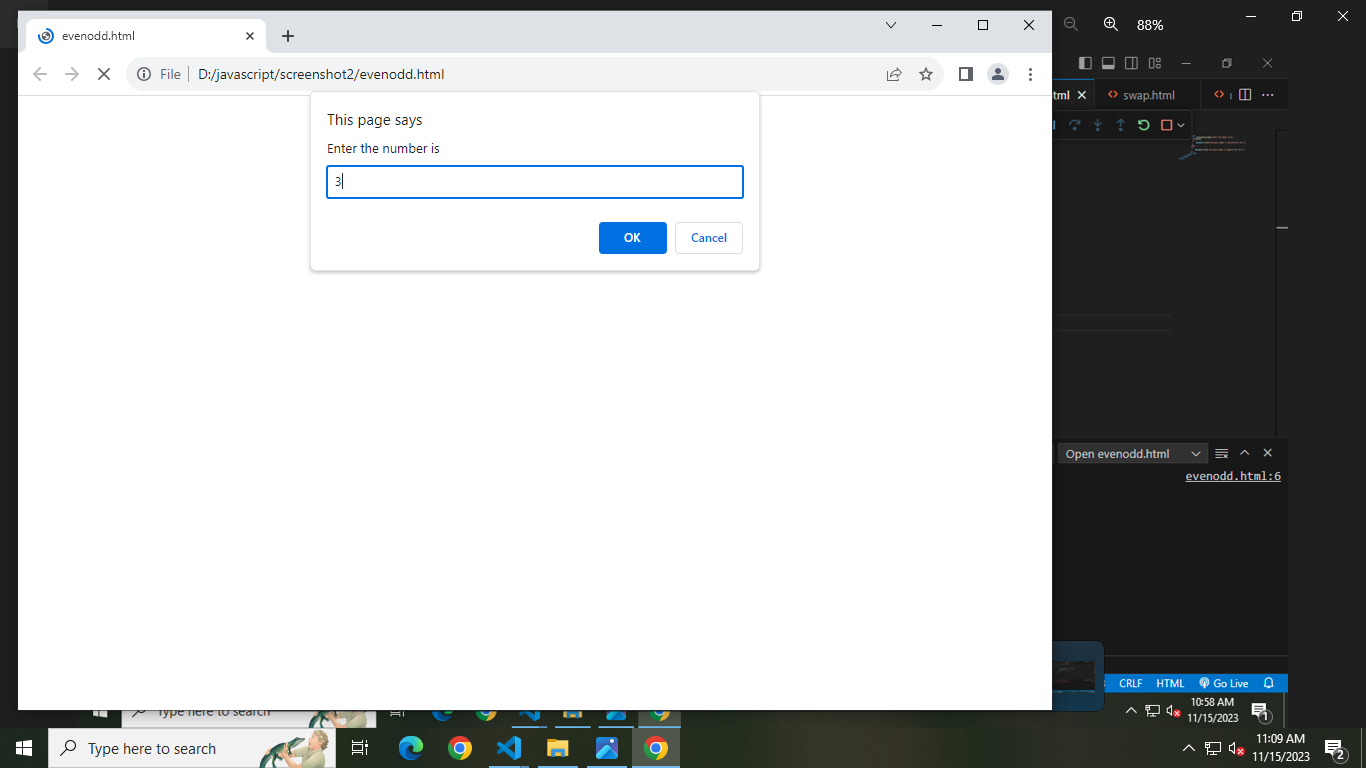 evenodd.html
88%
File
D:/javascript/screenshot2/evenodd.html
This page says
Enter the number is
3
OK
Cancel
tml
swap.html
Open evenodd.html
evenodd.html:6
CRLF
HTML
Go Live
10:58 AM
11/15/2023
1
Type here to search
Type here to search
11:09 AM
11/15/2023
2